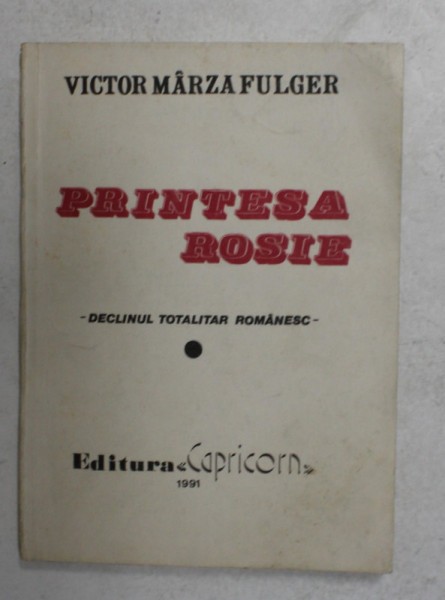 VICTOR MÂRZA FULGER
PRINTESA
ROSIE
-DECLINUL TOTALITAR ROMÂNESC-
Editura «Capricorn»
1991